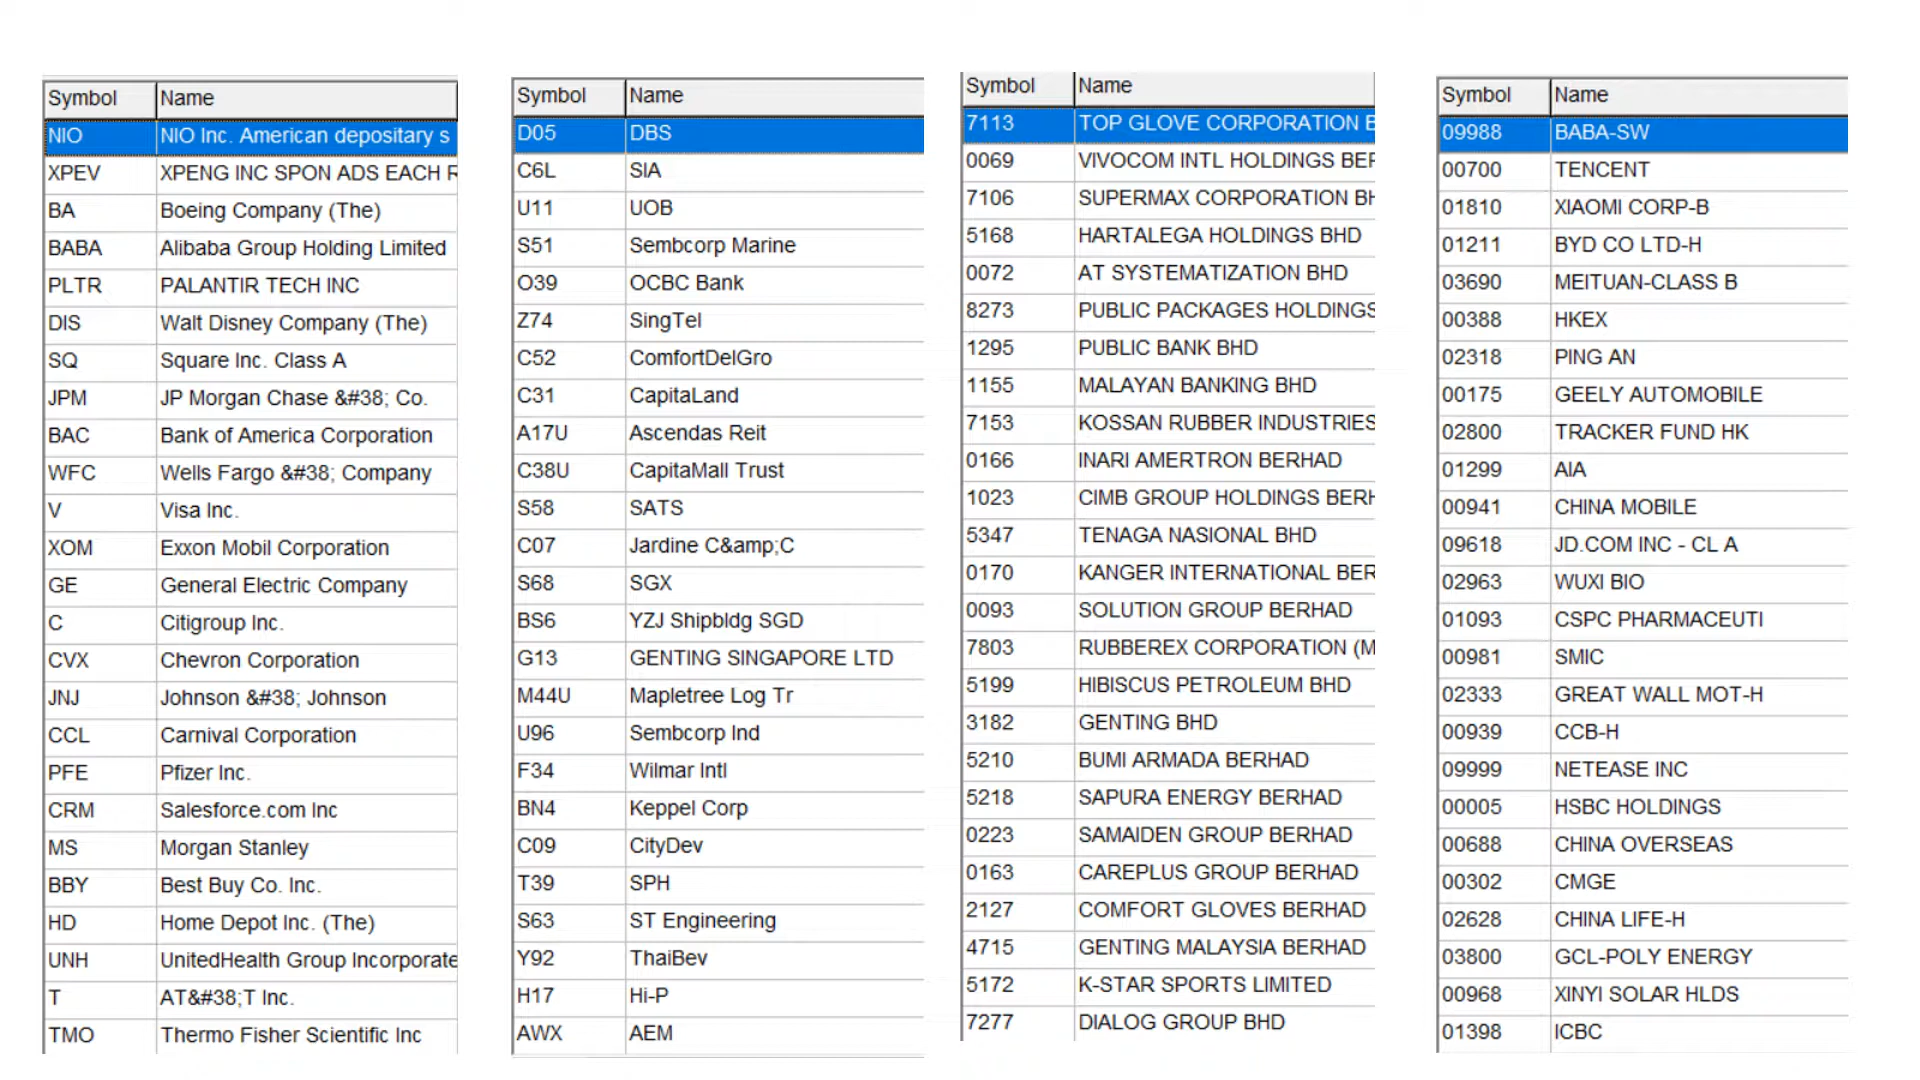 Symbol Name
NIO NIO Inc. American depositary s
XPEV XPENG INC SPON ADS EACH R
BA Boeing Company (The)
BABA Alibaba Group Holding Limited
PLTR PALANTIR TECH INC
DIS Walt Disney Company (The)
SQ Square Inc. Class A
JPM JP Morgan Chase &#38; Co.
BAC Bank of America Corporation
WFC Wells Fargo &#38; Company
V Visa Inc.
XOM Exxon Mobil Corporation
GE General Electric Company
C Citigroup Inc.
CVX Chevron Corporation
JNJ Johnson &#38; Johnson
CCL Carnival Corporation
PFE Pfizer Inc.
CRM Salesforce.com Inc
MS Morgan Stanley
BBY Best Buy Co. Inc.
HD Home Depot Inc. (The)
UNH UnitedHealth Group Incorporate
T AT&#38;T Inc.
TMO Thermo Fisher Scientific Inc
Symbol Name
D05 DBS
C6L SIA
U11 UOB
S51 Sembcorp Marine
O39 OCBC Bank
Z74 SingTel
C52 ComfortDelGro
C31 CapitaLand
A17U Ascendas Reit
C38U CapitaMall Trust
S58 SATS
C07 Jardine C&amp;C
S68 SGX
BS6 YZJ Shipbldg SGD
G13 GENTING SINGAPORE LTD
M44U Mapletree Log Tr
U96 Sembcorp Ind
F34 Wilmar Intl
BN4 Keppel Corp
C09 CityDev
T39 SPH
S63 ST Engineering
Y92 ThaiBev
H17 Hi-P
AWX AEM
Symbol Name
7113 TOP GLOVE CORPORATION B
0069 VIVOCOM INTL HOLDINGS BER
7106 SUPERMAX CORPORATION BH
5168 HARTALEGA HOLDINGS BHD
0072 AT SYSTEMATIZATION BHD
8273 PUBLIC PACKAGES HOLDINGS
1295 PUBLIC BANK BHD
1155 MALAYAN BANKING BHD
7153 KOSSAN RUBBER INDUSTRIES
0166 INARI AMERTRON BERHAD
1023 CIMB GROUP HOLDINGS BERH
5347 TENAGA NASIONAL BHD
0170 KANGER INTERNATIONAL BER
0093 SOLUTION GROUP BERHAD
7803 RUBBEREX CORPORATION (M
5199 HIBISCUS PETROLEUM BHD
3182 GENTING BHD
5210 BUMI ARMADA BERHAD
5218 SAPURA ENERGY BERHAD
0223 SAMAIDEN GROUP BERHAD
0163 CAREPLUS GROUP BERHAD
2127 COMFORT GLOVES BERHAD
4715 GENTING MALAYSIA BERHAD
5172 K-STAR SPORTS LIMITED
7277 DIALOG GROUP BHD
Symbol Name
09988 BABA-SW
00700 TENCENT
01810 XIAOMI CORP-B
01211 BYD CO LTD-H
03690 MEITUAN-CLASS B
00388 HKEX
02318 PING AN
00175 GEELY AUTOMOBILE
02800 TRACKER FUND HK
01299 AIA
00941 CHINA MOBILE
09618 JD.COM INC - CL A
02963 WUXI BIO
01093 CSPC PHARMACEUTI
00981 SMIC
02333 GREAT WALL MOT-H
00939 CCB-H
09999 NETEASE INC
00005 HSBC HOLDINGS
00688 CHINA OVERSEAS
00302 CMGE
02628 CHINA LIFE-H
03800 GCL-POLY ENERGY
00968 XINYI SOLAR HLDS
01398 ICBC